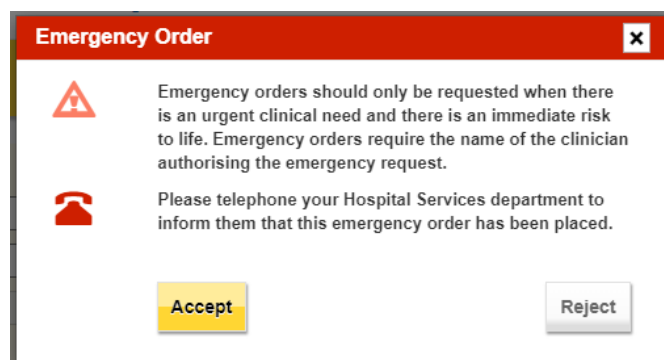 Emergency Order
Emergency orders should only be requested when there
is an urgent clinical need and there is an immediate risk
to life. Emergency orders require the name of the clinician
authorising the emergency request.
Please telephone your Hospital Services department to
inform them that this emergency order has been placed.
Accept
Reject